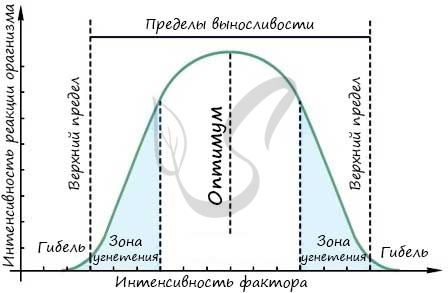 Пределы выносливости
Интенсивность реакции организма
Верхний предел
Оптимум
Верхний предел
Гибель
Зона
угнетения
Зона
угнетения
Гибель
Интенсивность фактора